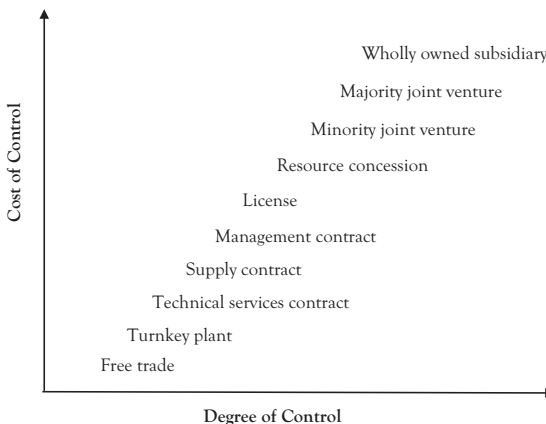 Wholly owned subsidiary
Majority joint venture
Minority joint venture
Resource concession
License
Management contract
Supply contract
Technical services contract
Turnkey plant
Free trade
Cost of Control
Degree of Control